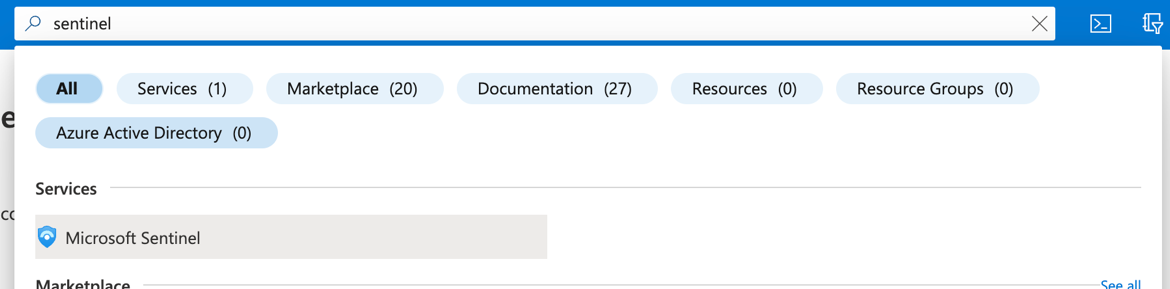 sentinel
All Services (1) Marketplace (20) Documentation (27) Resources (0) Resource Groups (0)
Azure Active Directory (0)
Services
Microsoft Sentinel
Marketplace See all